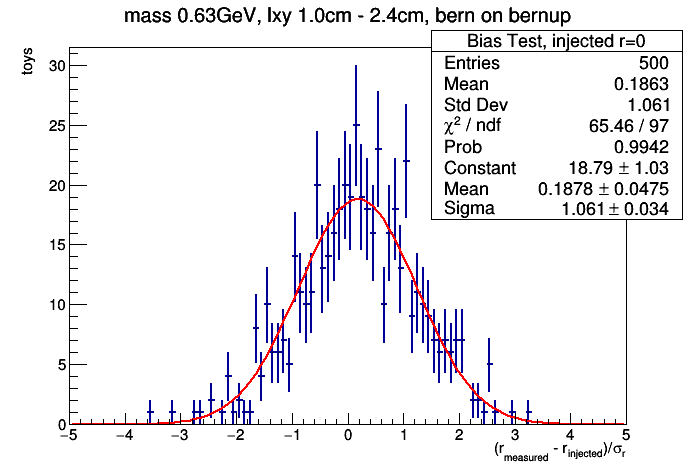 mass 0.63GeV, lxy 1.0cm - 2.4cm, bern on bernup
Bias Test, injected r=0
Entries 500
Mean 0.1863
Std Dev 1.061
χ² / ndf 65.46 / 97
Prob 0.9942
Constant 18.79 ± 1.03
Mean 0.1878 ± 0.0475
Sigma 1.061 ± 0.034
toys
30
25
20
15
10
5
0
−5 −4 −3 −2 −1 0 1 2 3 4 5
(r_measured - r_injected)/σ_r